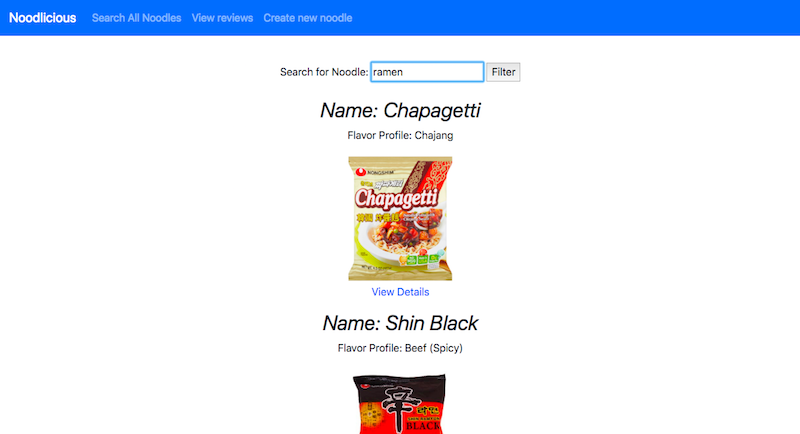 Noodlicious Search All Noodles View reviews Create new noodle
Search for Noodle: ramen Filter
Name: Chapagetti
Flavor Profile: Chajang
NONGSHIM
Chapagetti
View Details
Name: Shin Black
Flavor Profile: Beef (Spicy)
辛
BLACK